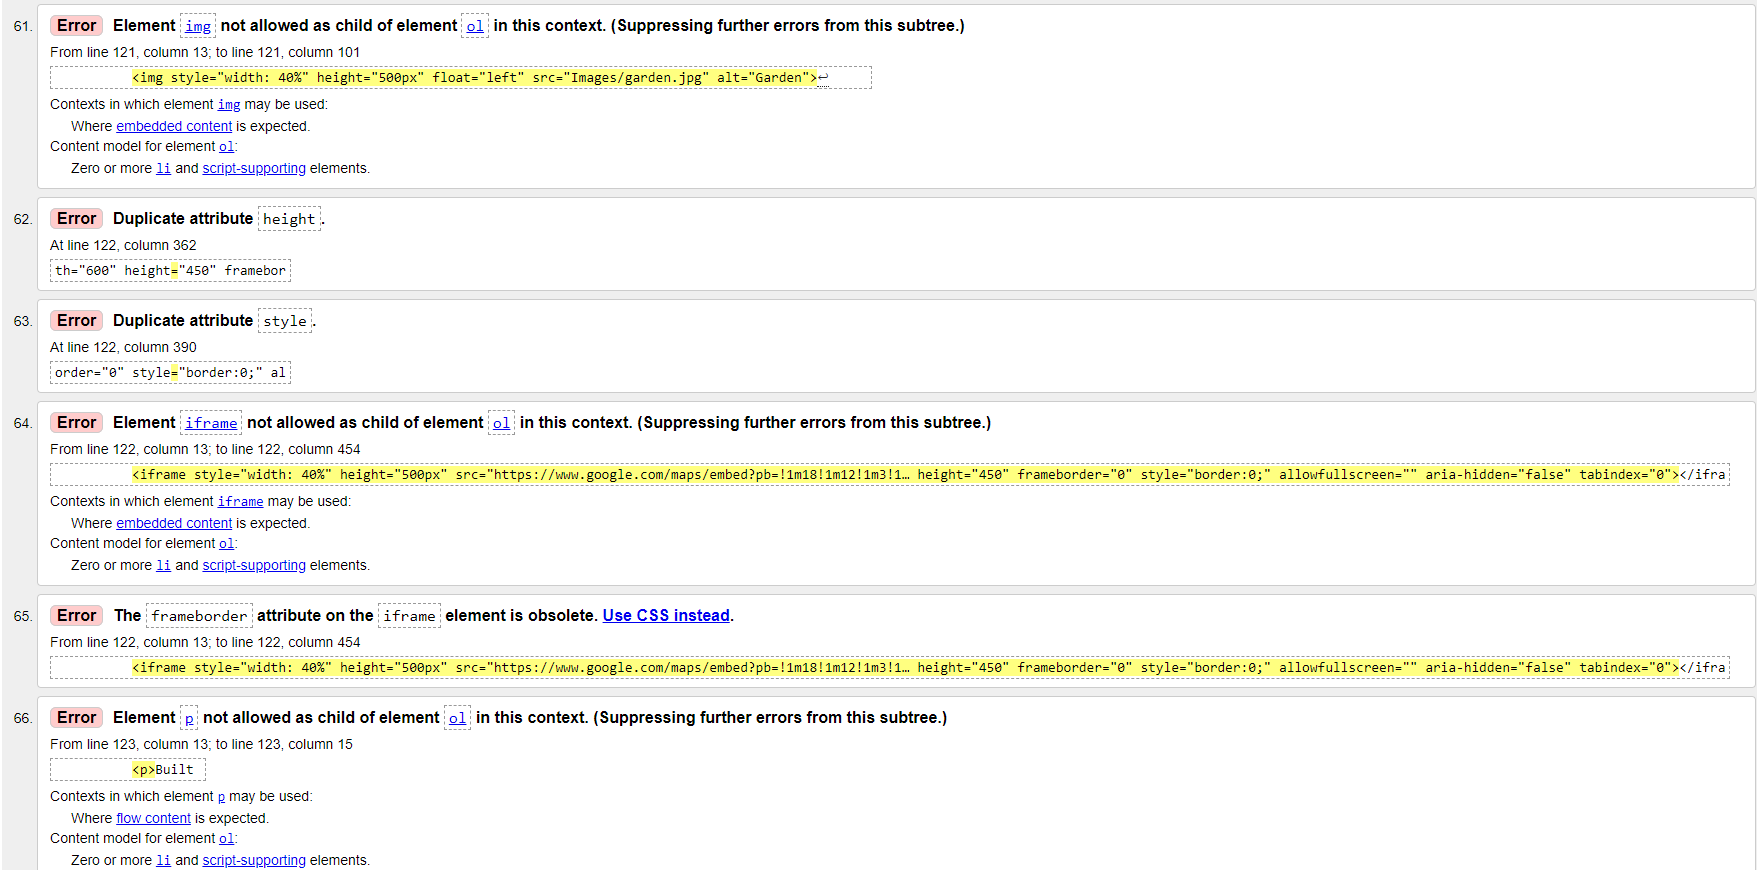 61. Error Element img not allowed as child of element ol in this context. (Suppressing further errors from this subtree.)
From line 121, column 13; to line 121, column 101
<img style="width: 40%" height="500px" float="left" src="Images/garden.jpg" alt="Garden">↩
Contexts in which element img may be used:
Where embedded content is expected.
Content model for element ol:
Zero or more li and script-supporting elements.
62. Error Duplicate attribute height.
At line 122, column 362
th="600" height="450" framebor
63. Error Duplicate attribute style.
At line 122, column 390
order="0" style="border:0;" al
64. Error Element iframe not allowed as child of element ol in this context. (Suppressing further errors from this subtree.)
From line 122, column 13; to line 122, column 454
<iframe style="width: 40%" height="500px" src="https://www.google.com/maps/embed?pb=!1m18!1m12!1m3!1… height="450" frameborder="0" style="border:0;" allowfullscreen="" aria-hidden="false" tabindex="0"></ifra
Contexts in which element iframe may be used:
Where embedded content is expected.
Content model for element ol:
Zero or more li and script-supporting elements.
65. Error The frameborder attribute on the iframe element is obsolete. Use CSS instead.
From line 122, column 13; to line 122, column 454
<iframe style="width: 40%" height="500px" src="https://www.google.com/maps/embed?pb=!1m18!1m12!1m3!1… height="450" frameborder="0" style="border:0;" allowfullscreen="" aria-hidden="false" tabindex="0"></ifra
66. Error Element p not allowed as child of element ol in this context. (Suppressing further errors from this subtree.)
From line 123, column 13; to line 123, column 15
<p>Built
Contexts in which element p may be used:
Where flow content is expected.
Content model for element ol:
Zero or more li and script-supporting elements.